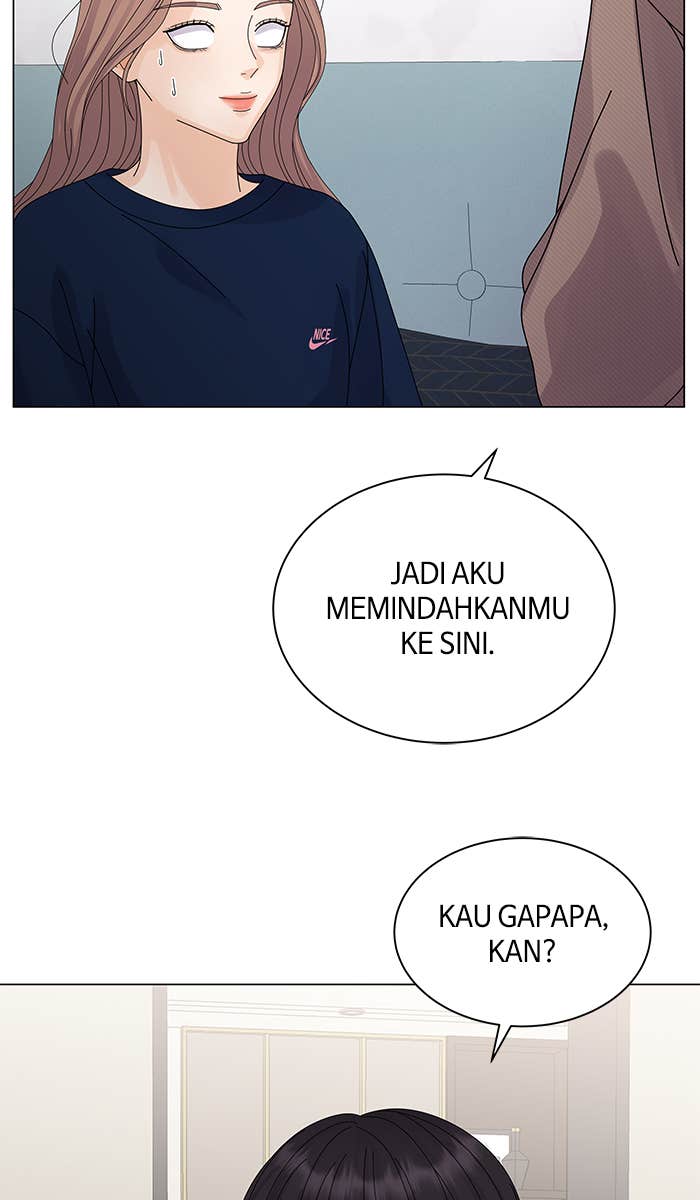 NICE
JADI AKU
MEMINDAHKANMU
KE SINI.
KAU GAPAPA,
KAN?